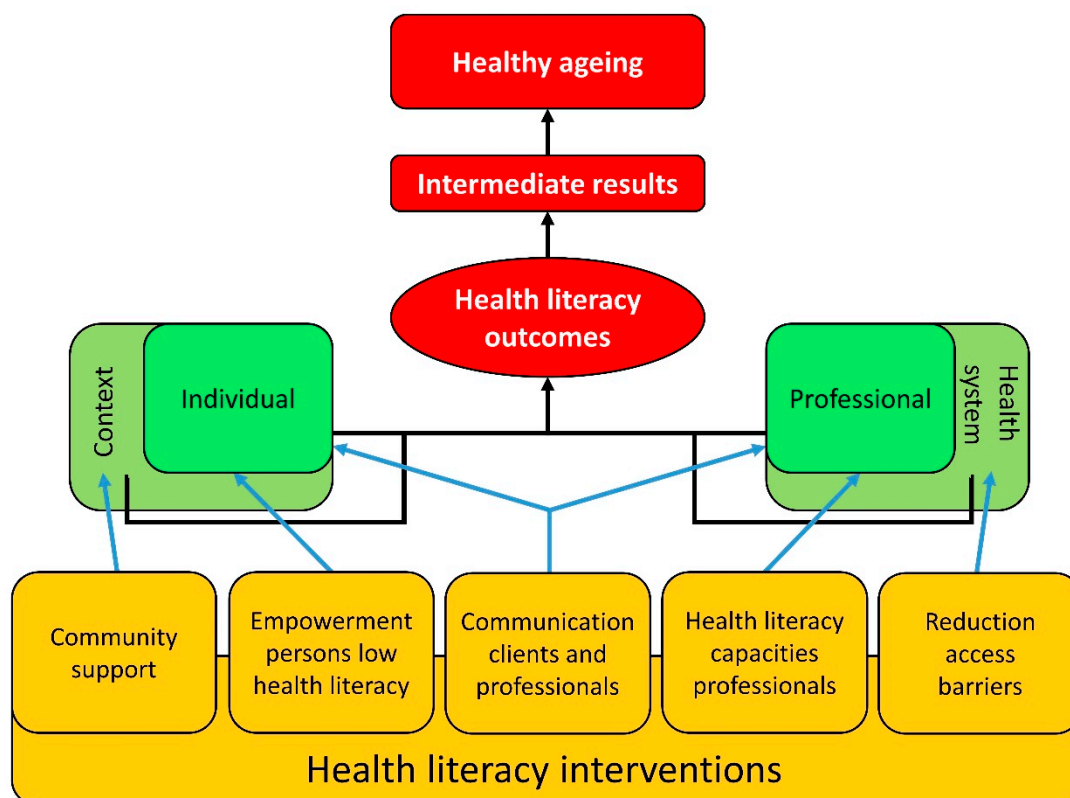 Healthy ageing
Intermediate results
Health literacy
outcomes
Context
Individual
Professional
Health
system
Community
support
Empowerment
persons low
health literacy
Communication
clients and
professionals
Health literacy
capacities
professionals
Reduction
access
barriers
Health literacy interventions